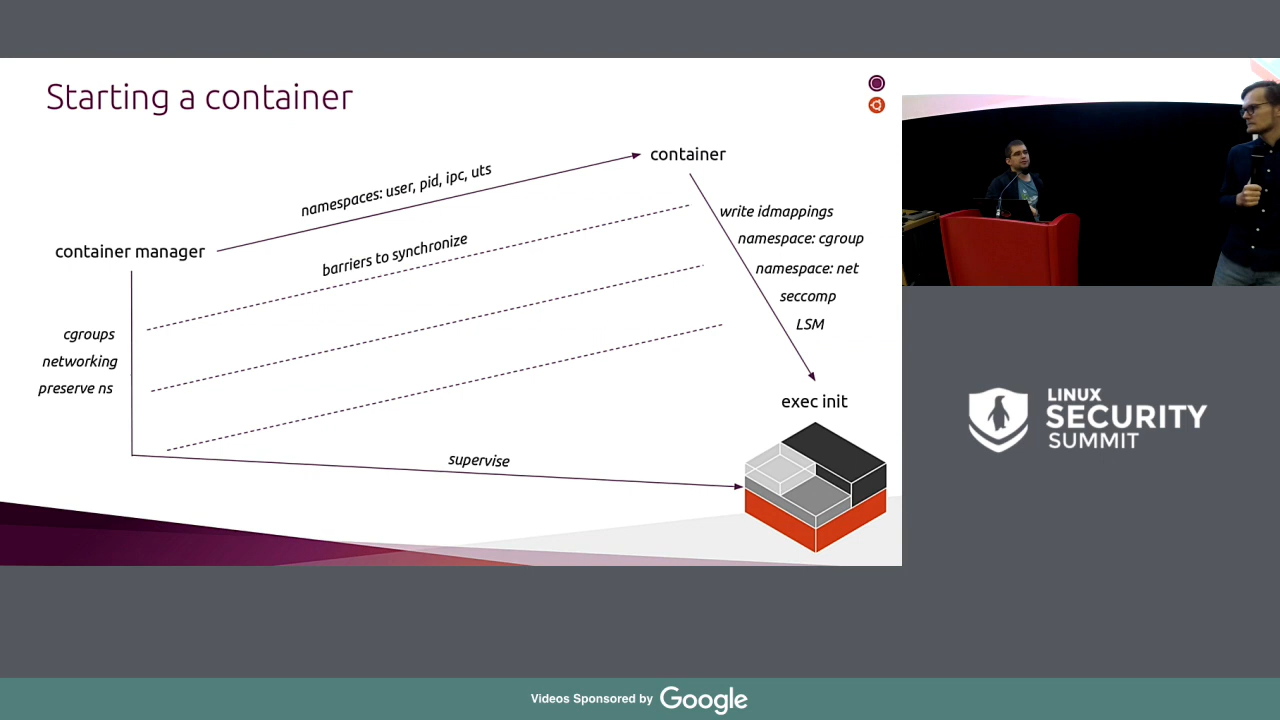 Starting a container
container
namespaces: user, pid, ipc, uts
write idmappings
container manager
barriers to synchronize
namespace: cgroup
namespace: net
seccomp
LSM
cgroups
networking
preserve ns
exec init
supervise
LINUX
SECURITY
SUMMIT
Videos Sponsored by Google